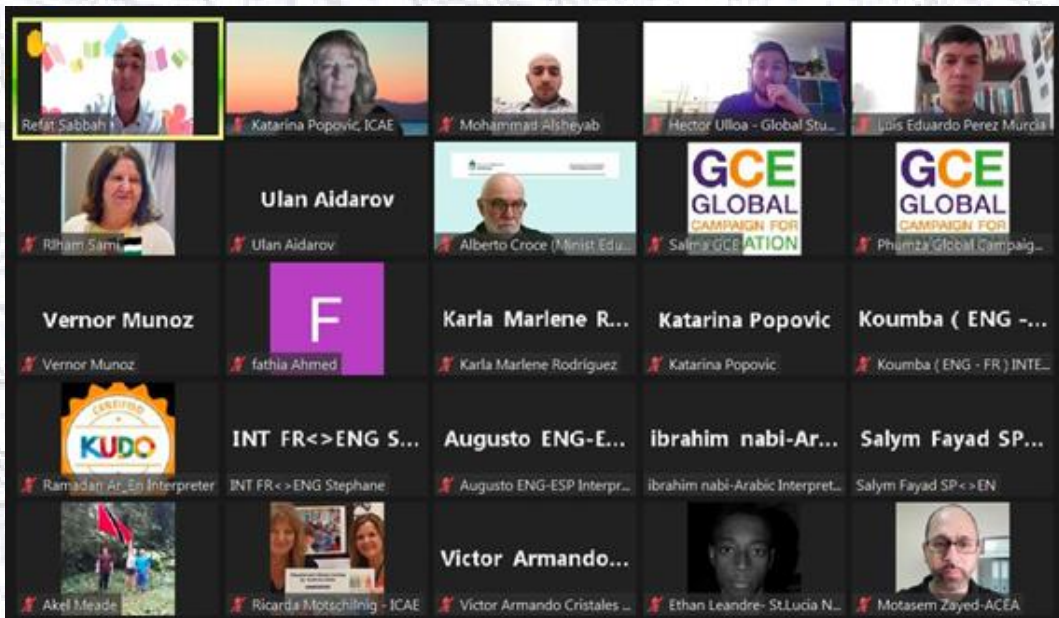 Refat Sabbah
Katarina Popovic, ICAE
Mohammad Alsheyab
Hector Ulloa - Global Stu...
Luis Eduardo Perez Murcia
Riham Sami
Ulan Aidarov
Ulan Aidarov
Alberto Croce (Minist Edu...
GCE
GLOBAL
CAMPAIGN FOR
ATION
Salma GCE
GCE
GLOBAL
CAMPAIGN FOR
Phumza Global Campaig...
Vernor Munoz
Vernor Munoz
F
fathia Ahmed
Karla Marlene R...
Karla Marlene Rodriguez
Katarina Popovic
Katarina Popovic
Koumba ( ENG -...
Koumba ( ENG - FR ) INTE...
CERTIFIED
KUDO
Ramadan Ar_En Interpreter
INT FR<>ENG S...
INT FR<>ENG Stephane
Augusto ENG-E...
Augusto ENG-ESP Interpr...
ibrahim nabi-Ar...
ibrahim nabi-Arabic Interpret...
Salym Fayad SP...
Salym Fayad SP<>EN
Akel Meade
Ricarda Motschilnig - ICAE
Victor Armando...
Victor Armando Cristales ...
Ethan Leandre- St.Lucia N...
Motasem Zayed-ACEA